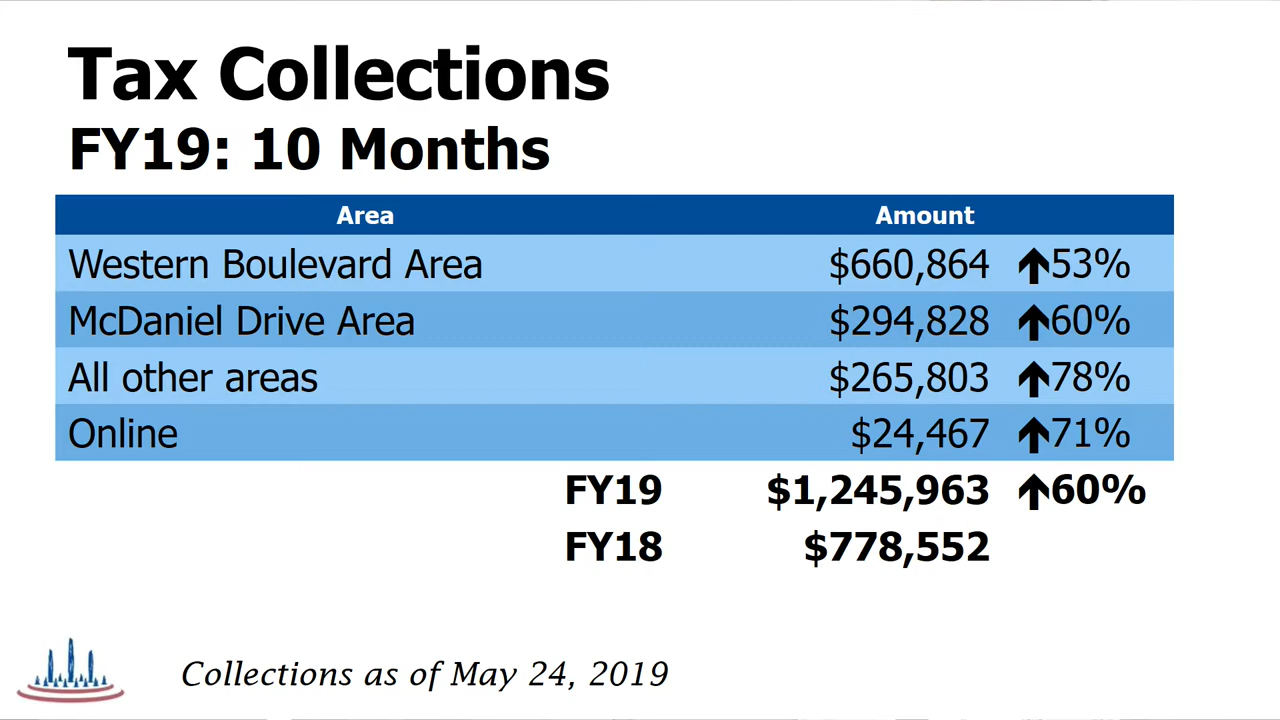 Tax Collections
FY19: 10 Months
Area Amount
Western Boulevard Area $660,864 ↑53%
McDaniel Drive Area $294,828 ↑60%
All other areas $265,803 ↑78%
Online $24,467 ↑71%
FY19 $1,245,963 ↑60%
FY18 $778,552
Collections as of May 24, 2019